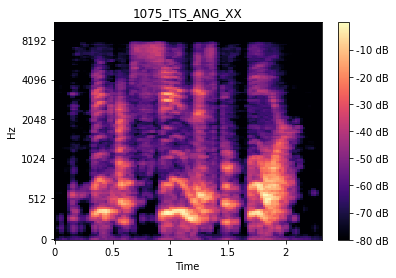 1075_ITS_ANG_XX
8192
4096
2048
1024
512
0
Hz
0
0.5
1
1.5
2
Time
-10 dB
-20 dB
-30 dB
-40 dB
-50 dB
-60 dB
-70 dB
-80 dB